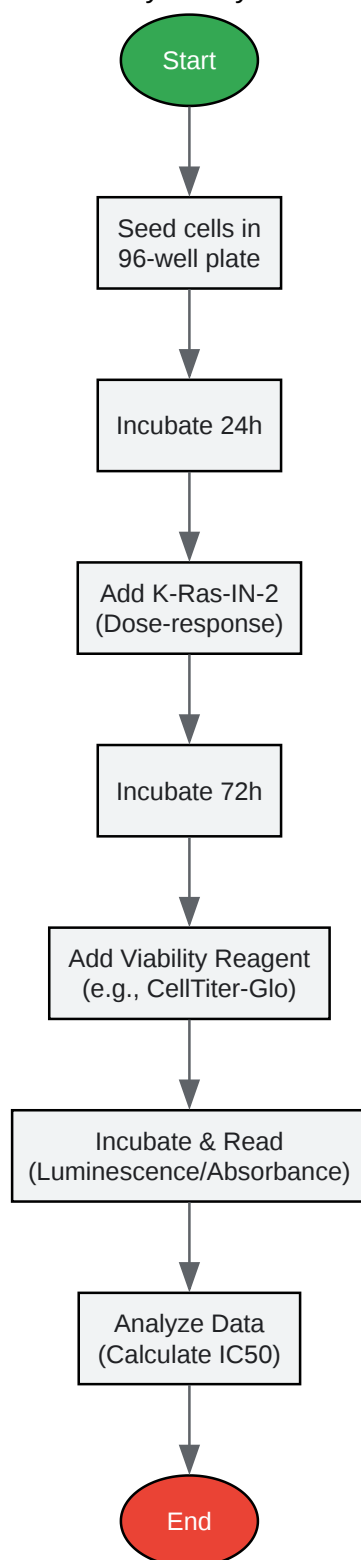 Start
Seed cells in
96-well plate
Incubate 24h
Add K-Ras-IN-2
(Dose-response)
Incubate 72h
Add Viability Reagent
(e.g., CellTiter-Glo)
Incubate & Read
(Luminescence/Absorbance)
Analyze Data
(Calculate IC50)
End